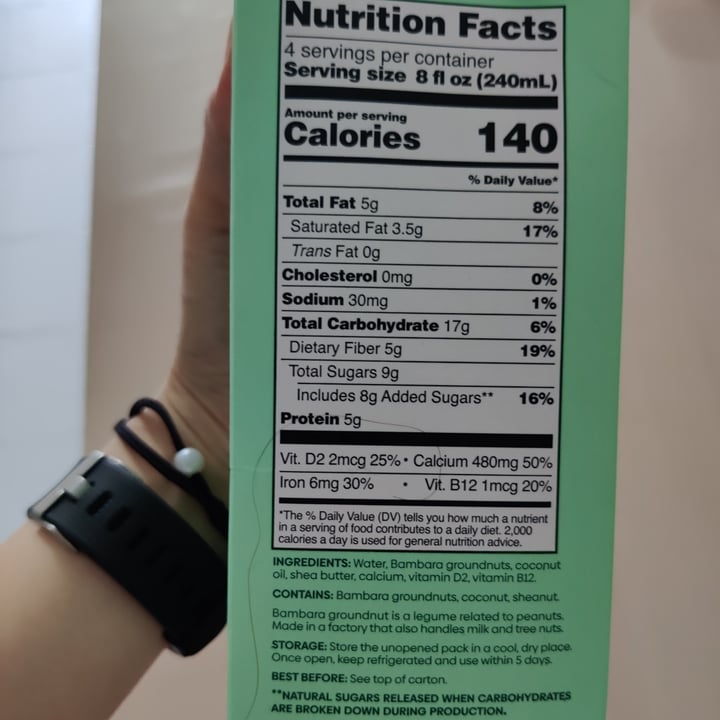 Nutrition Facts
4 servings per container
Serving size 8 fl oz (240mL)
Amount per serving
Calories 140
% Daily Value*
Total Fat 5g 8%
Saturated Fat 3.5g 17%
Trans Fat 0g
Cholesterol 0mg 0%
Sodium 30mg 1%
Total Carbohydrate 17g 6%
Dietary Fiber 5g 19%
Total Sugars 9g
Includes 8g Added Sugars** 16%
Protein 5g
Vit. D2 2mcg 25% • Calcium 480mg 50%
Iron 6mg 30% • Vit. B12 1mcg 20%
*The % Daily Value (DV) tells you how much a nutrient
in a serving of food contributes to a daily diet. 2,000
calories a day is used for general nutrition advice.
INGREDIENTS: Water, Bambara groundnuts, coconut
oil, shea butter, calcium, vitamin D2, vitamin B12.
CONTAINS: Bambara groundnuts, coconut, sheanut.
Bambara groundnut is a legume related to peanuts.
Made in a factory that also handles milk and tree nuts.
STORAGE: Store the unopened pack in a cool, dry place.
Once open, keep refrigerated and use within 5 days.
BEST BEFORE: See top of carton.
**NATURAL SUGARS RELEASED WHEN CARBOHYDRATES
ARE BROKEN DOWN DURING PRODUCTION.